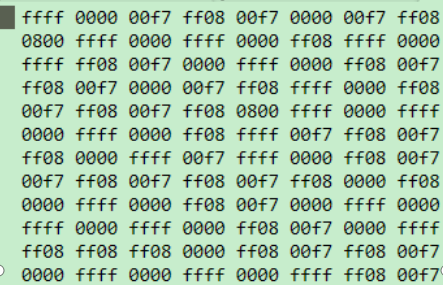 ffff 0000 00f7 ff08 00f7 0000 00f7 ff08
0800 ffff 0000 ffff 0000 ff08 ffff 0000
ffff ff08 00f7 0000 ffff 0000 ff08 00f7
ff08 00f7 0000 00f7 ff08 ffff 0000 ff08
00f7 ff08 00f7 ff08 0800 ffff 0000 ffff
0000 ffff 0000 ff08 ffff 00f7 ff08 00f7
ff08 0000 ffff 00f7 ffff 0000 ff08 00f7
00f7 ff08 00f7 ff08 00f7 ff08 0000 ff08
0000 ffff 0000 ff08 00f7 0000 ffff 0000
ffff 0000 ffff 0000 ff08 00f7 0000 ffff
ff08 ff08 ff08 0000 ff08 00f7 ff08 00f7
0000 ffff 0000 ffff 0000 ffff ff08 00f7